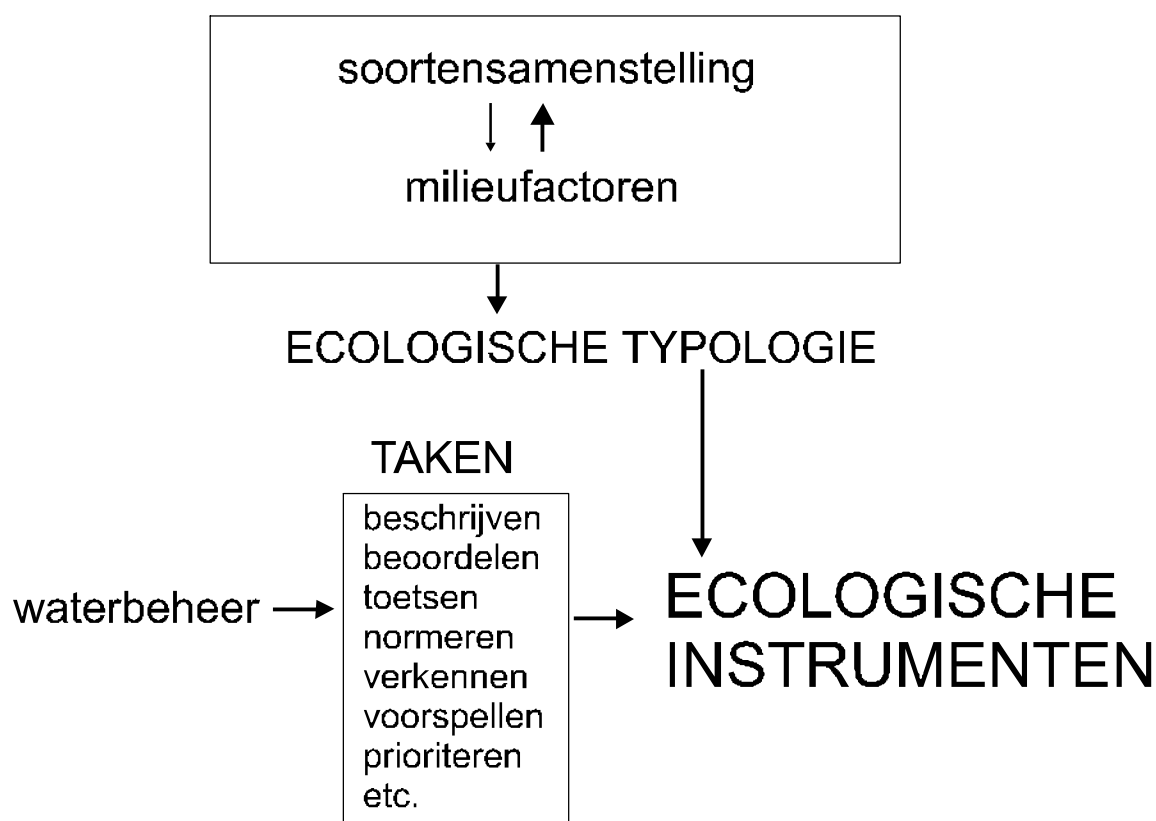 soortensamenstelling
milieufactoren
ECOLOGISCHE TYPOLOGIE
TAKEN
beschrijven
beoordelen
toetsen
normeren
verkennen
voorspellen
prioriteren
etc.
waterbeheer
ECOLOGISCHE
INSTRUMENTEN